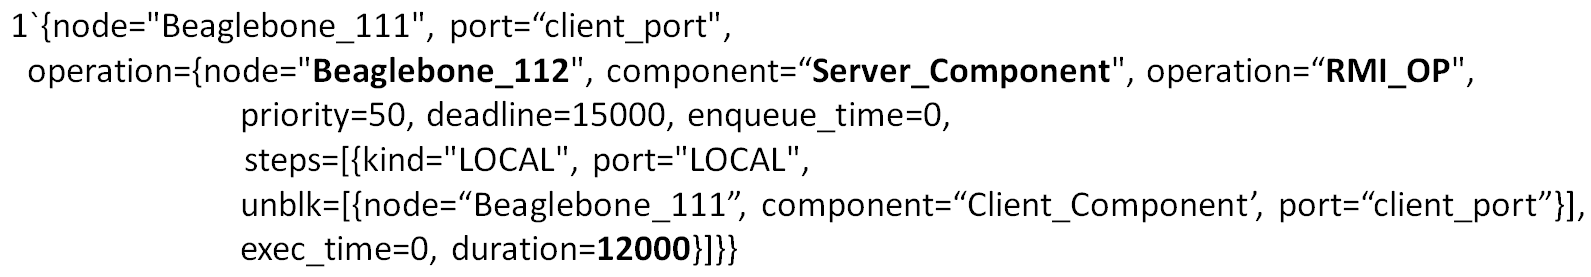 1`{node="Beaglebone_111", port=“client_port",
operation={node="Beaglebone_112", component=“Server_Component", operation=“RMI_OP",
priority=50, deadline=15000, enqueue_time=0,
steps=[{kind="LOCAL", port="LOCAL",
unblk=[{node=“Beaglebone_111”, component=“Client_Component’, port=“client_port”}],
exec_time=0, duration=12000}]}}